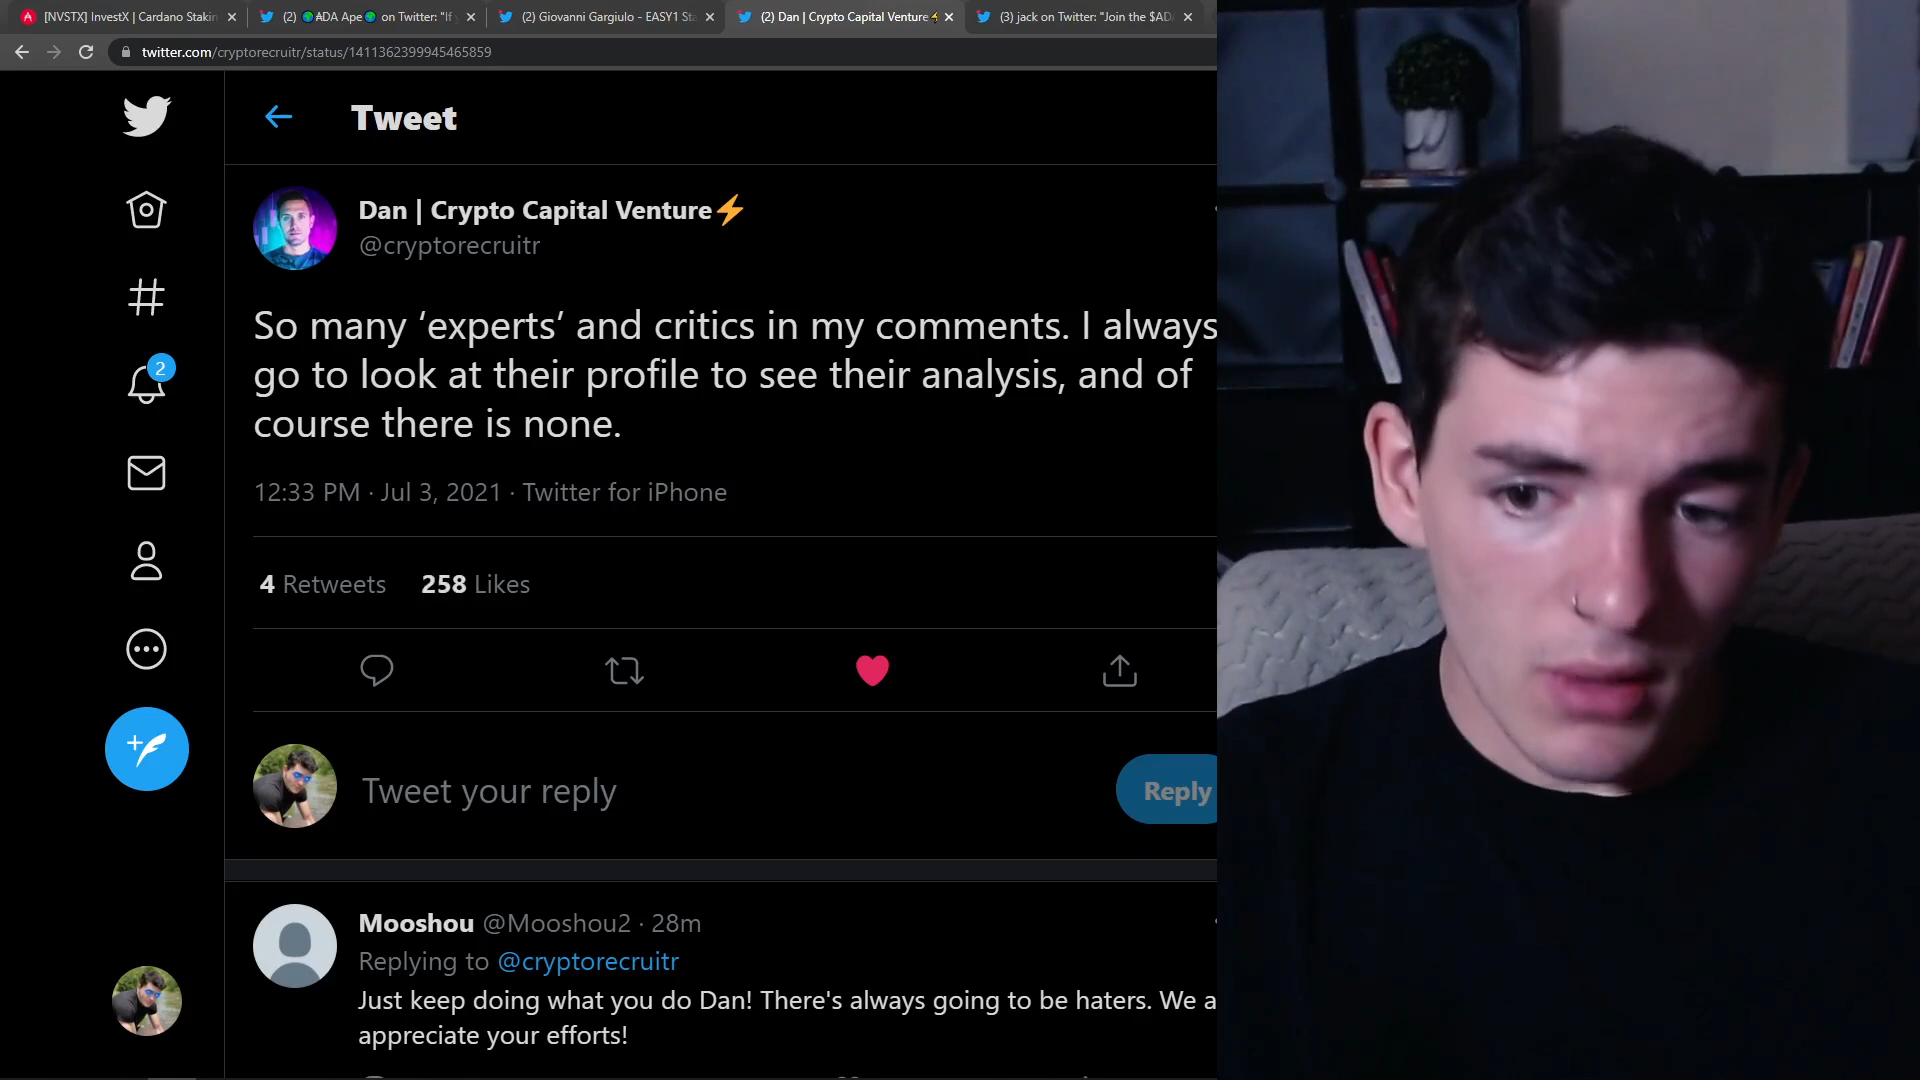 [NVSTX] InvestX | Cardano Stakin
(2) 🌍₳DA Ape🌍 on Twitter: "If y
(2) Giovanni Gargiulo - EASY1 Sta
(2) Dan | Crypto Capital Venture⚡
(3) jack on Twitter: "Join the $ADA
twitter.com/cryptorecruitr/status/1411362399945465859
Tweet
Dan | Crypto Capital Venture⚡
@cryptorecruitr
So many ‘experts’ and critics in my comments. I always
go to look at their profile to see their analysis, and of
course there is none.
12:33 PM · Jul 3, 2021 · Twitter for iPhone
2
4 Retweets 258 Likes
Tweet your reply
Reply
Mooshou @Mooshou2 · 28m
Replying to @cryptorecruitr
Just keep doing what you do Dan! There's always going to be haters. We a
appreciate your efforts!